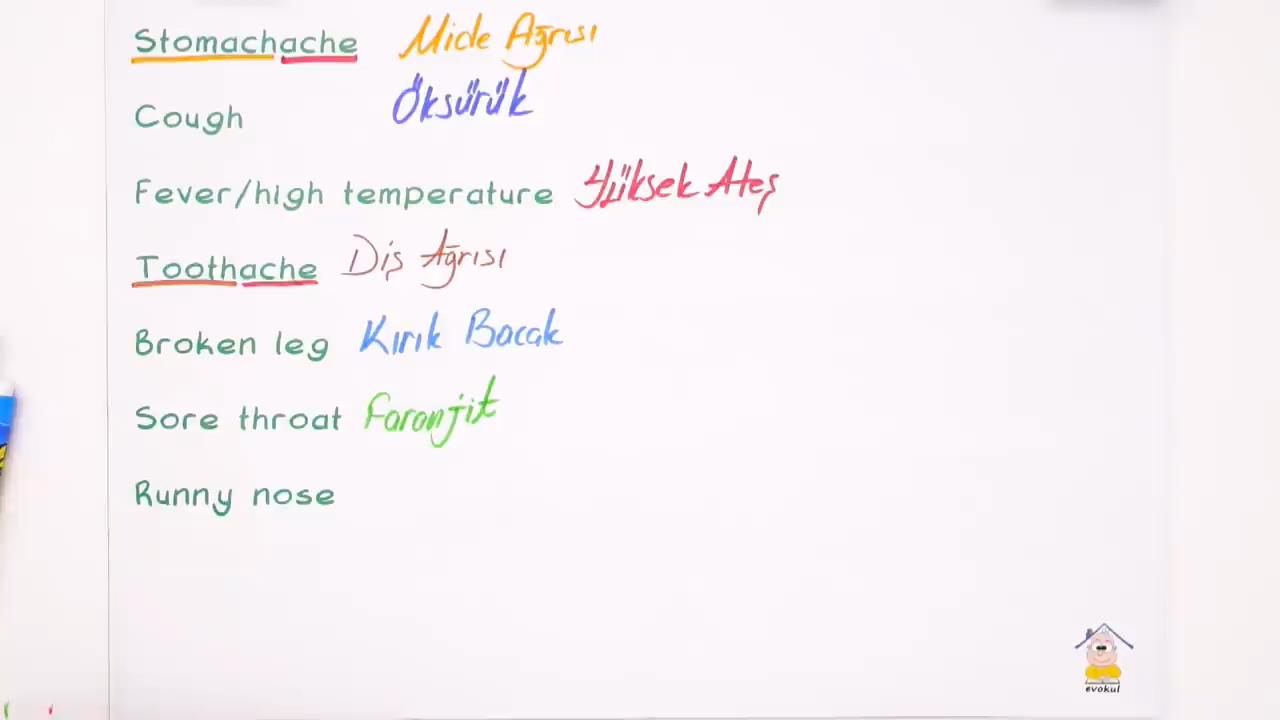 Stomachache Mide Ağrısı
Cough Öksürük
Fever/high temperature Yüksek Ateş
Toothache Diş Ağrısı
Broken leg Kırık Bacak
Sore throat Faranjit
Runny nose
evokul